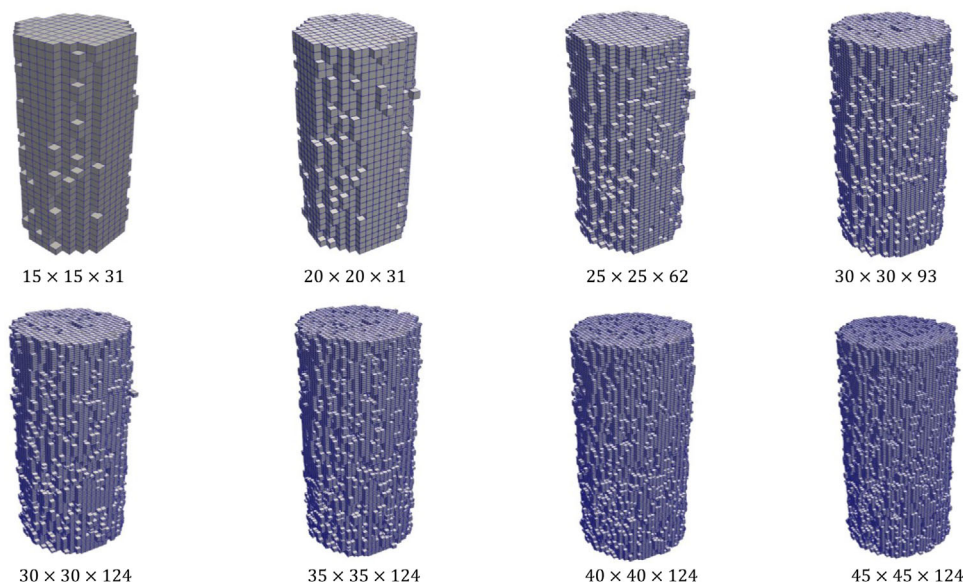 15 × 15 × 31
20 × 20 × 31
25 × 25 × 62
30 × 30 × 93
30 × 30 × 124
35 × 35 × 124
40 × 40 × 124
45 × 45 × 124